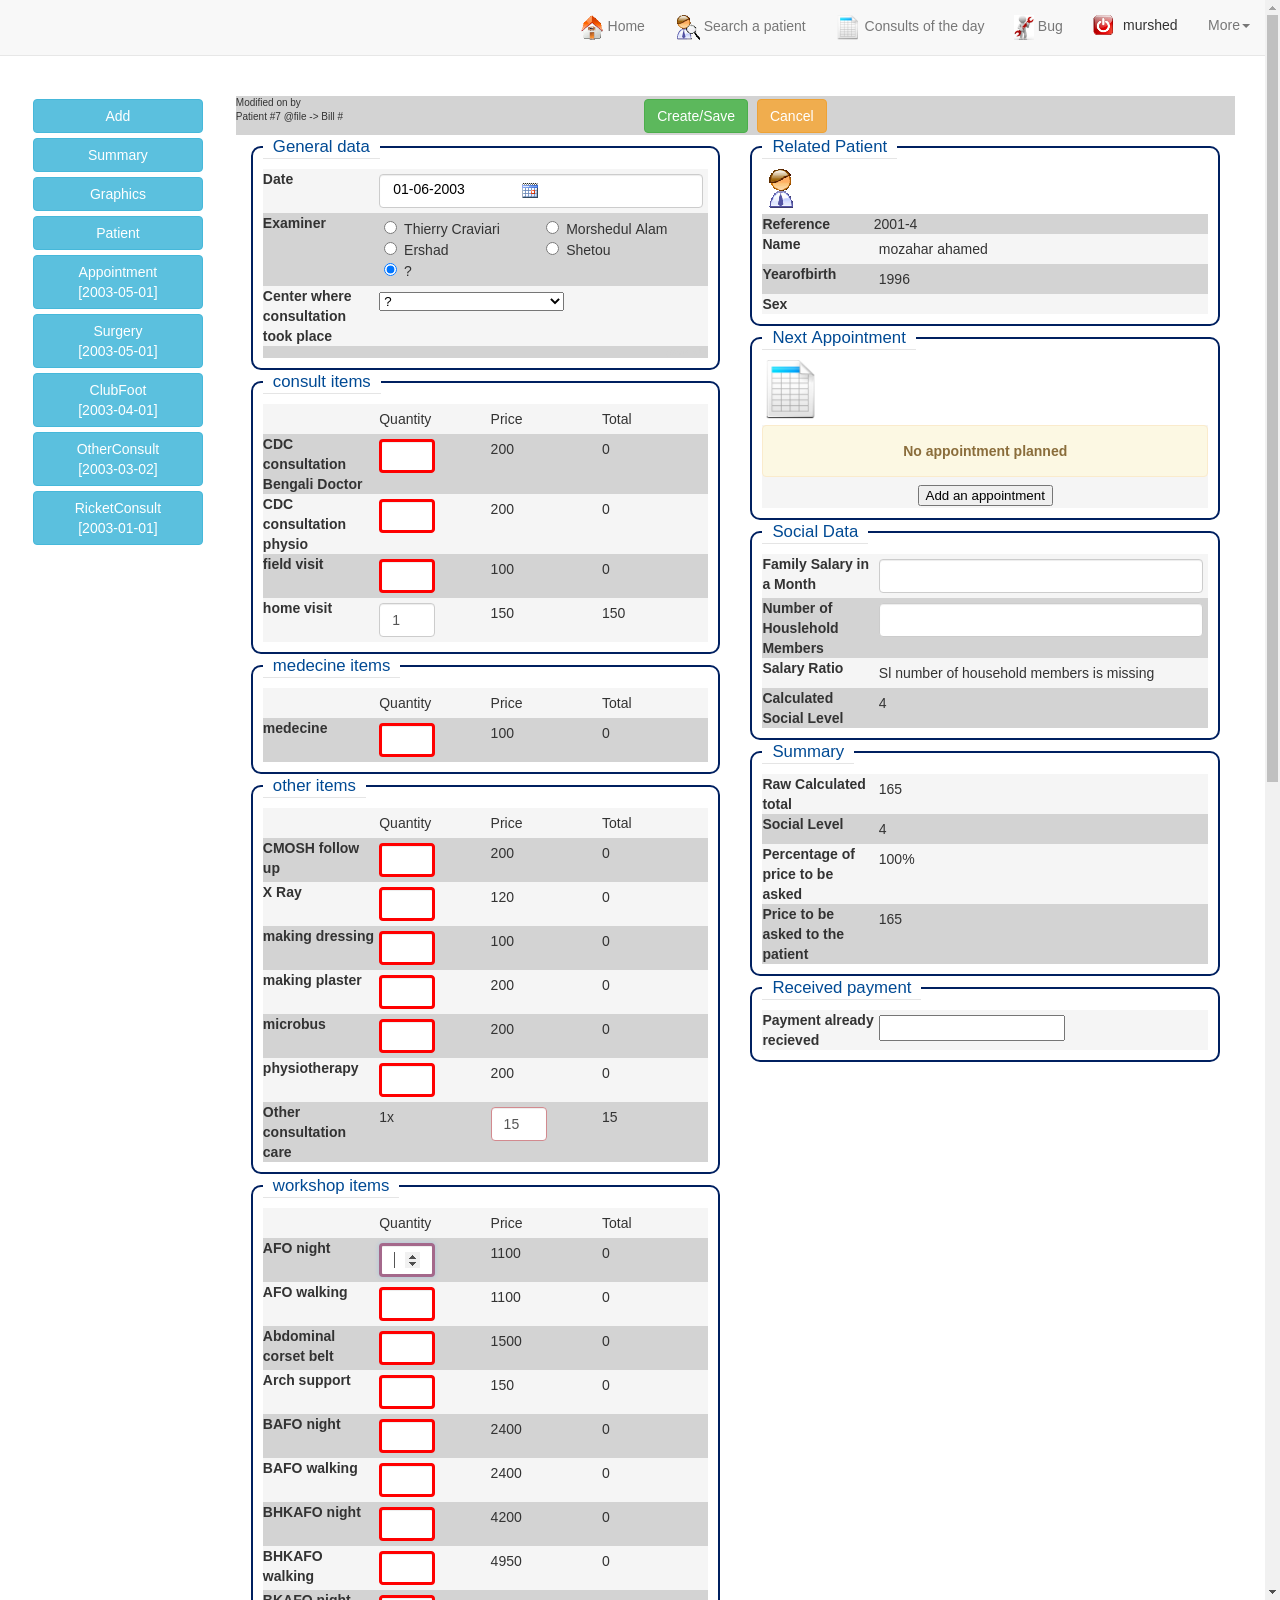 Home
Search a patient
Consults of the day
Bug
murshed
More
Add
Summary
Graphics
Patient
Appointment
[2003-05-01]
Surgery
[2003-05-01]
ClubFoot
[2003-04-01]
OtherConsult
[2003-03-02]
RicketConsult
[2003-01-01]
Modified on by
Patient #7 @file -> Bill #
Create/Save
Cancel
General data
Date
01-06-2003
Examiner
Thierry Craviari
Morshedul Alam
Ershad
Shetou
?
Center where
consultation
took place
?
consult items
Quantity Price Total
CDC
consultation
Bengali Doctor
200 0
CDC
consultation
physio
200 0
field visit
100 0
home visit
1 150 150
medecine items
Quantity Price Total
medecine
100 0
other items
Quantity Price Total
CMOSH follow
up
200 0
X Ray
120 0
making dressing
100 0
making plaster
200 0
microbus
200 0
physiotherapy
200 0
Other
consultation
care
1x 15 15
workshop items
Quantity Price Total
AFO night
1100 0
AFO walking
1100 0
Abdominal
corset belt
1500 0
Arch support
150 0
BAFO night
2400 0
BAFO walking
2400 0
BHKAFO night
4200 0
BHKAFO
walking
4950 0
BKAFO night
Related Patient
Reference 2001-4
Name
mozahar ahamed
Yearofbirth
1996
Sex
Next Appointment
No appointment planned
Add an appointment
Social Data
Family Salary in
a Month
Number of
Houslehold
Members
Salary Ratio
Sl number of household members is missing
Calculated
Social Level
4
Summary
Raw Calculated
total
165
Social Level
4
Percentage of
price to be
asked
100%
Price to be
asked to the
patient
165
Received payment
Payment already
recieved